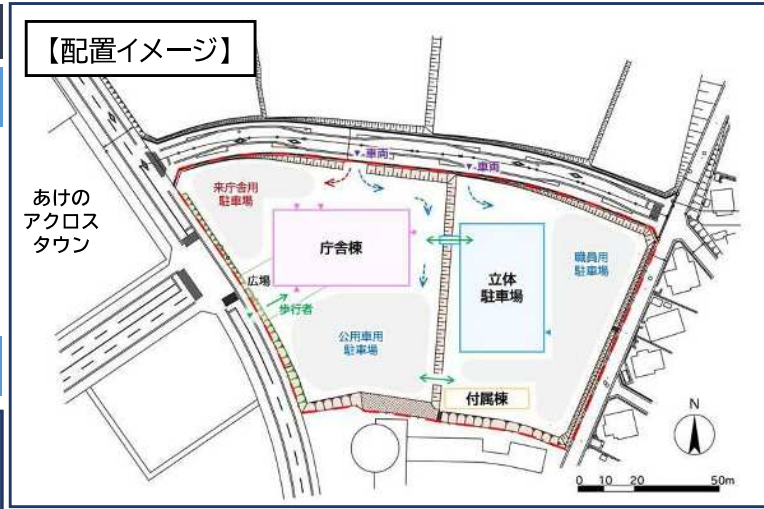 【配置イメージ】
あけの
アクロス
タウン
車両
車両
来庁舎用
駐車場
庁舎棟
広場
歩行者
公用車用
駐車場
立体
駐車場
職員用
駐車場
付属棟
N
0 10 20 50m